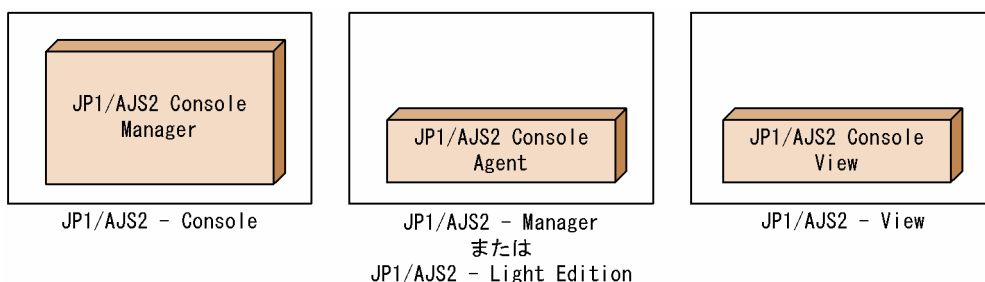 JP1/AJS2 Console
Manager
JP1/AJS2 - Console
JP1/AJS2 Console
Agent
JP1/AJS2 - Manager
または
JP1/AJS2 - Light Edition
JP1/AJS2 Console
View
JP1/AJS2 - View